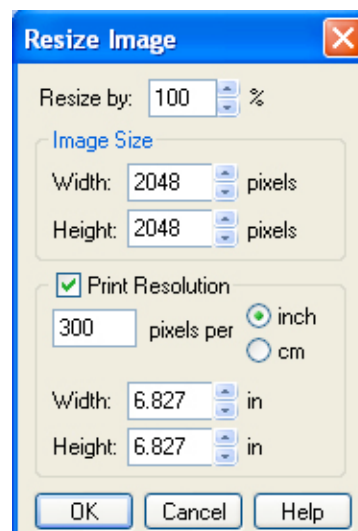 Resize Image
Resize by: 100 %
Image Size
Width: 2048 pixels
Height: 2048 pixels
Print Resolution
300 pixels per inch
cm
Width: 6.827 in
Height: 6.827 in
OK Cancel Help